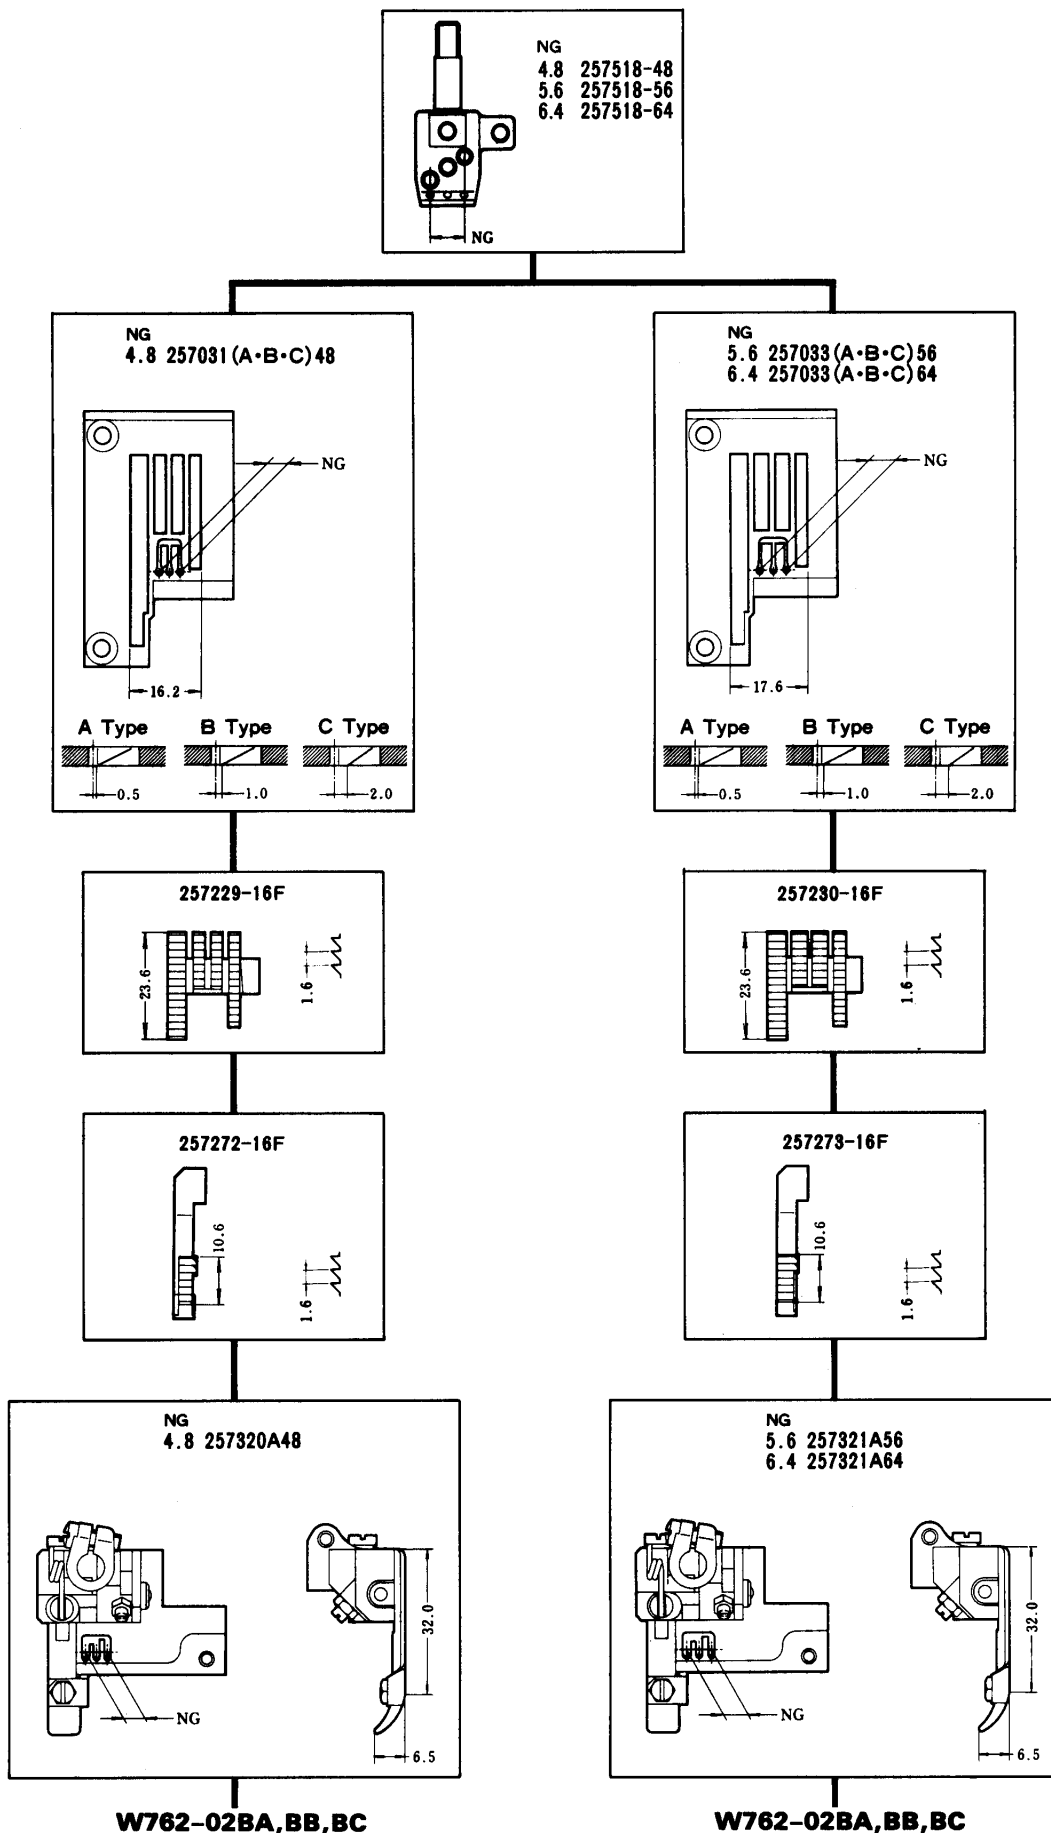 NG
4.8 257518-48
5.6 257518-56
6.4 257518-64
NG
NG
4.8 257031(A·B·C)48
NG
16.2
A Type B Type C Type
0.5 1.0 2.0
NG
5.6 257033(A·B·C)56
6.4 257033(A·B·C)64
NG
17.6
A Type B Type C Type
0.5 1.0 2.0
257229-16F
23.6
1.6
257230-16F
23.6
1.6
257272-16F
10.6
1.6
257273-16F
10.6
1.6
NG
4.8 257320A48
32.0
NG
6.5
NG
5.6 257321A56
6.4 257321A64
32.0
NG
6.5
W762-02BA,BB,BC
W762-02BA,BB,BC